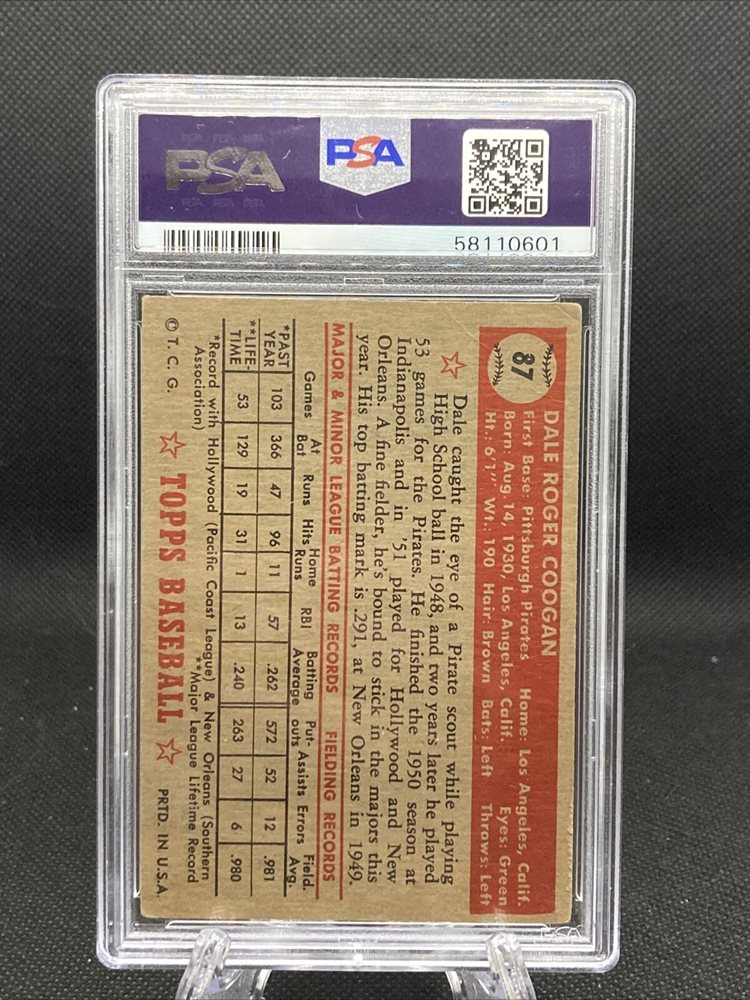 PSA
PSA
58110601
87
DALE ROGER COOGAN
First Base: Pittsburgh Pirates Home: Los Angeles, Calif.
Born: Aug. 14, 1930, Los Angeles, Calif. Eyes: Green
Ht.: 6'1" Wt.: 190 Hair: Brown Bats: Left Throws: Left
Dale caught the eye of a Pirate scout while playing
High School ball in 1948, and two years later he played
53 games for the Pirates. He finished the 1950 season at
Indianapolis and in '51 played for Hollywood and New
Orleans. A fine fielder, he's bound to stick in the majors this
year. His top batting mark is .291, at New Orleans in 1949.
MAJOR & MINOR LEAGUE BATTING RECORDS FIELDING RECORDS
Games At Bat Runs Hits Home Runs RBI Batting Average Put-outs Assists Errors Field. Avg.
*PAST YEAR 103 366 47 96 11 57 .262 572 52 12 .981
**LIFE-TIME 53 129 19 31 1 13 .240 263 27 6 .980
*Record with Hollywood (Pacific Coast League) & New Orleans (Southern
Association) **Major League Lifetime Record
© T. C. G. TOPPS BASEBALL PRTD. IN U.S.A.
PSA